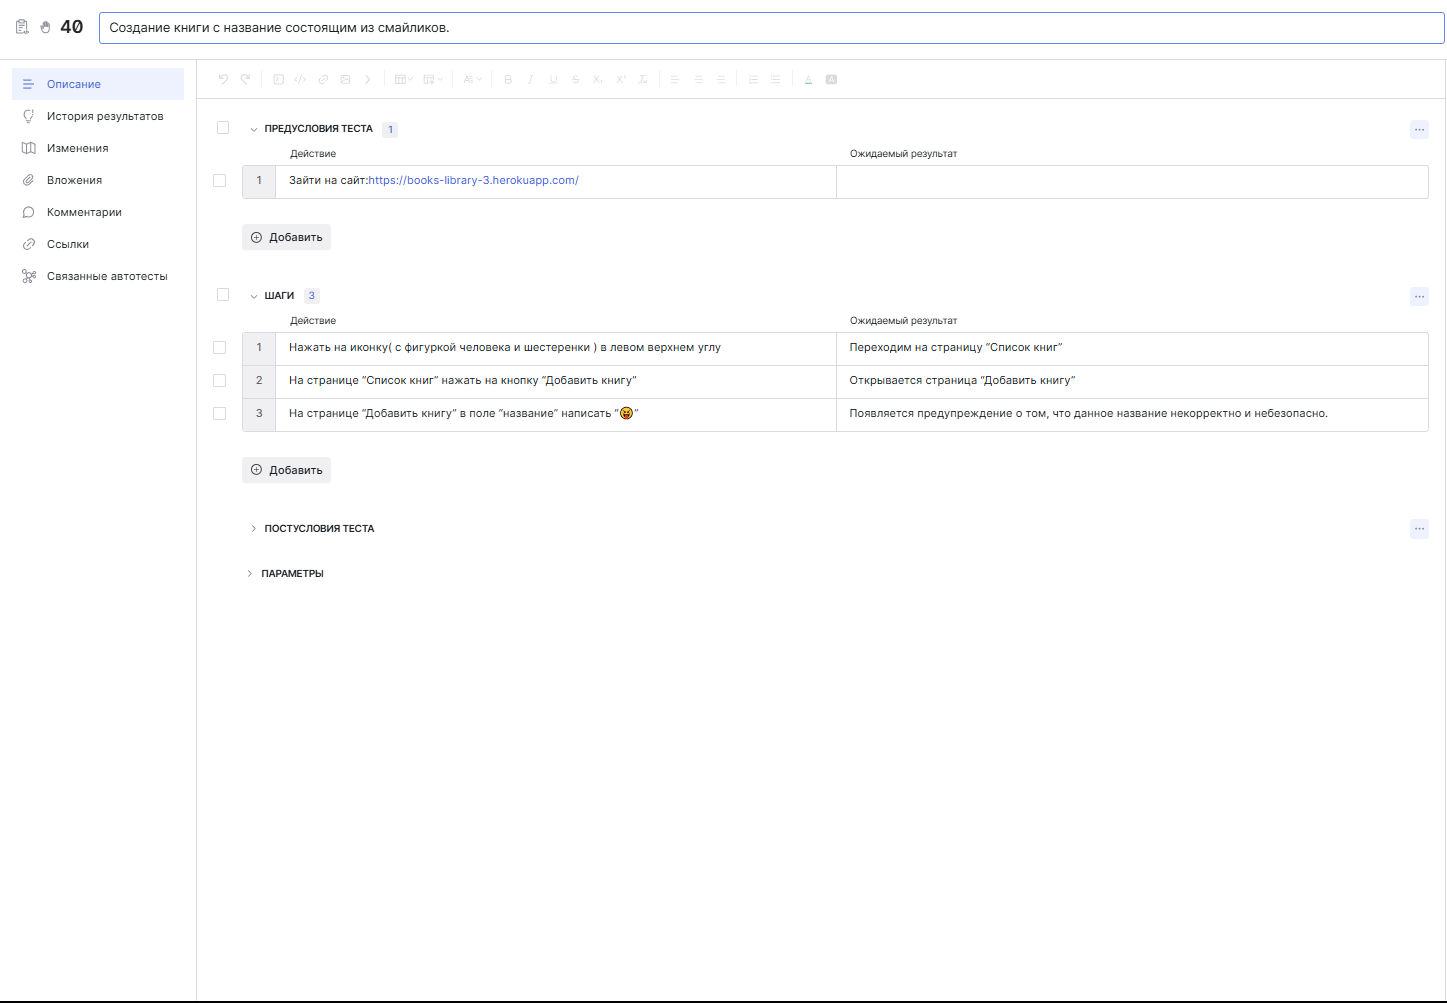 40 Создание книги с название состоящим из смайликов.
Описание
История результатов
Изменения
Вложения
Комментарии
Ссылки
Связанные автотесты
ПРЕДУСЛОВИЯ ТЕСТА 1
Действие Ожидаемый результат
1 Зайти на сайт:https://books-library-3.herokuapp.com/
Добавить
ШАГИ 3
Действие Ожидаемый результат
1 Нажать на иконку( с фигуркой человека и шестеренки ) в левом верхнем углу Переходим на страницу “Список книг”
2 На странице “Список книг” нажать на кнопку “Добавить книгу” Открывается страница “Добавить книгу”
3 На странице “Добавить книгу” в поле “название” написать “😝” Появляется предупреждение о том, что данное название некорректно и небезопасно.
Добавить
ПОСТУСЛОВИЯ ТЕСТА
ПАРАМЕТРЫ